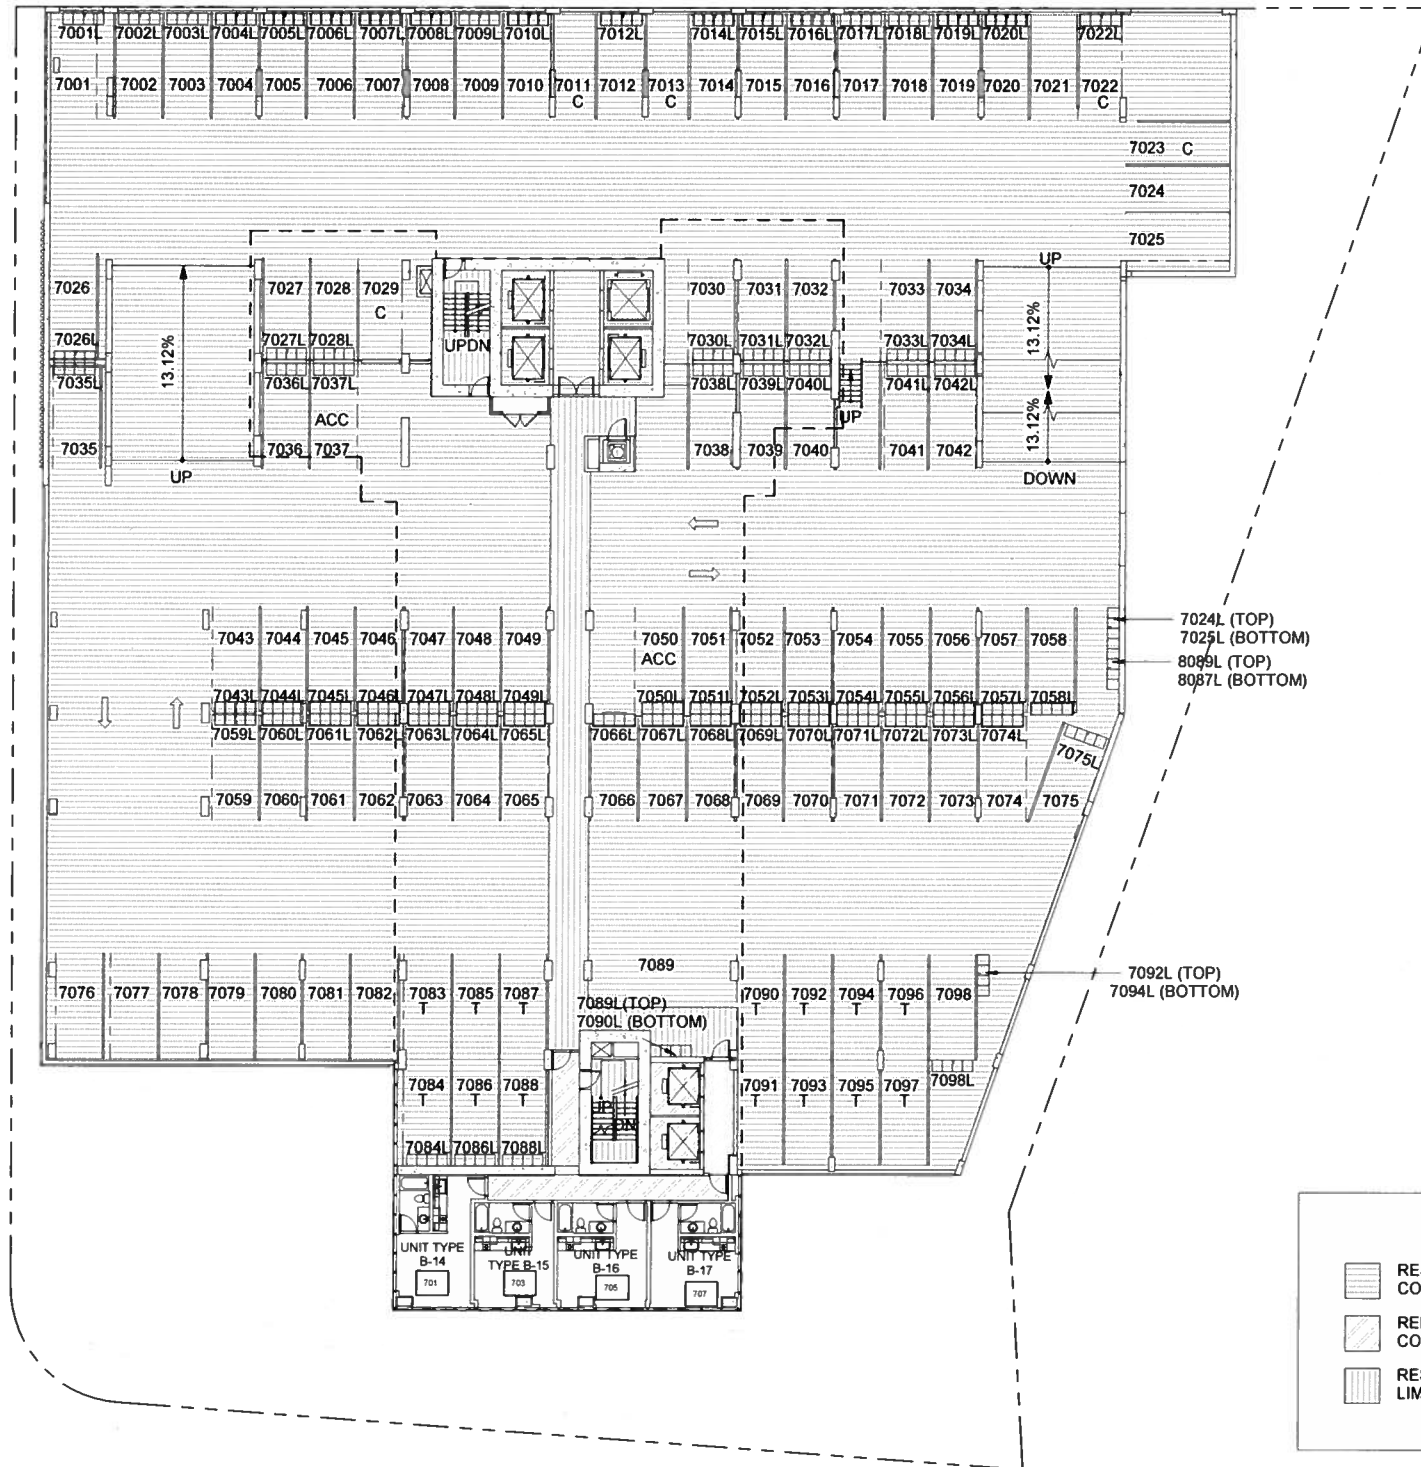 7001L 7002L 7003L 7004L 7005L 7006L 7007L 7008L 7009L 7010L 7012L 7014L 7015L 7016L 7017L 7018L 7019L 7020L 7022L
7001 7002 7003 7004 7005 7006 7007 7008 7009 7010 7011 7012 7013 7014 7015 7016 7017 7018 7019 7020 7021 7022
C C C
7023 C
7024
7025
UP
7026 7027 7028 7029 7030 7031 7032 7033 7034
C
13.12% 13.12%
7026L 7027L 7028L UPDN 7030L 7031L 7032L 7033L 7034L
7035L 7036L 7037L 7038L 7039L 7040L 7041L 7042L
ACC UP 13.12%
7035 7036 7037 7038 7039 7040 7041 7042
UP DOWN
7024L (TOP)
7025L (BOTTOM)
7043 7044 7045 7046 7047 7048 7049 7050 7051 7052 7053 7054 7055 7056 7057 7058
ACC
8089L (TOP)
8087L (BOTTOM)
7043L 7044L 7045L 7046L 7047L 7048L 7049L 7050L 7051L 7052L 7053L 7054L 7055L 7056L 7057L 7058L
7059L 7060L 7061L 7062L 7063L 7064L 7065L 7066L 7067L 7068L 7069L 7070L 7071L 7072L 7073L 7074L
7075L
7059 7060 7061 7062 7063 7064 7065 7066 7067 7068 7069 7070 7071 7072 7073 7074 7075
7089
7092L (TOP)
7094L (BOTTOM)
7076 7077 7078 7079 7080 7081 7082 7083 7085 7087 7090 7092 7094 7096 7098
T T T T T T T
7089L(TOP)
7090L (BOTTOM)
7084 7086 7088 7091 7093 7095 7097 7098L
T T T T T T T
UP
DN
7084L 7086L 7088L
UNIT TYPE
B-14
701
UNIT
TYPE B-15
703
UNIT TYPE
B-16
705
UNIT TYPE
B-17
707
RE
CO
RE
CO
RES
LIM